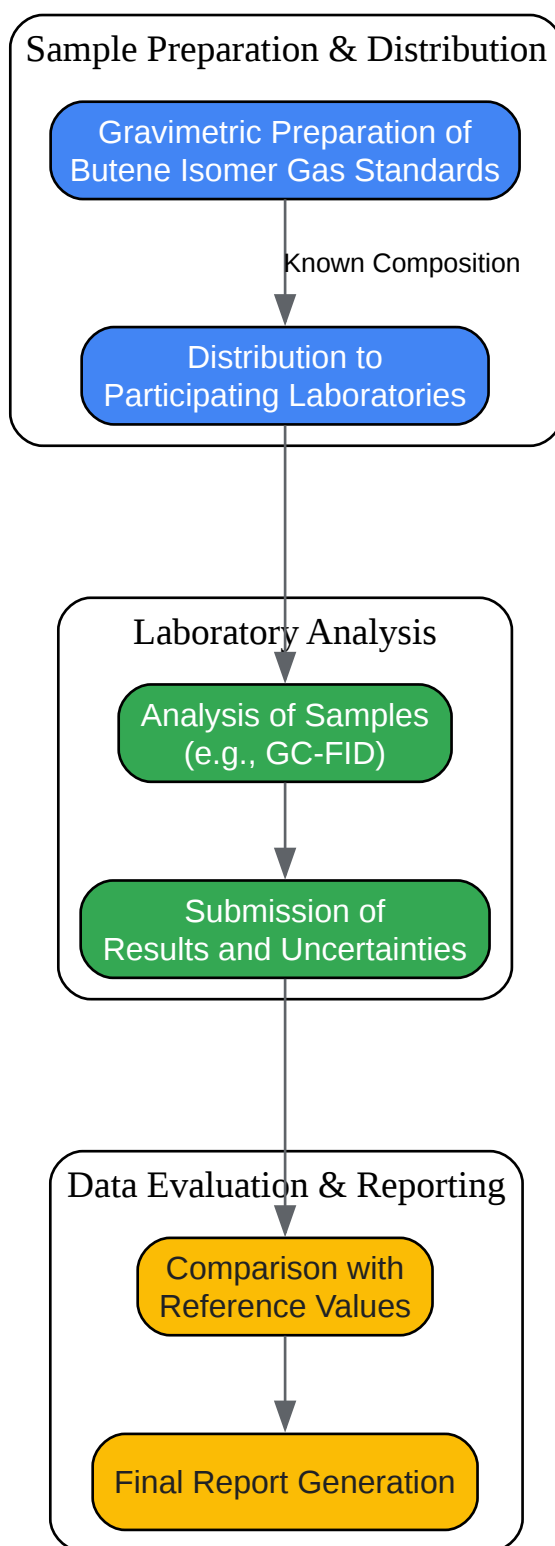 Sample Preparation & Distribution
Gravimetric Preparation of
Butene Isomer Gas Standards
Known Composition
Distribution to
Participating Laboratories
Laboratory Analysis
Analysis of Samples
(e.g., GC-FID)
Submission of
Results and Uncertainties
Data Evaluation & Reporting
Comparison with
Reference Values
Final Report Generation